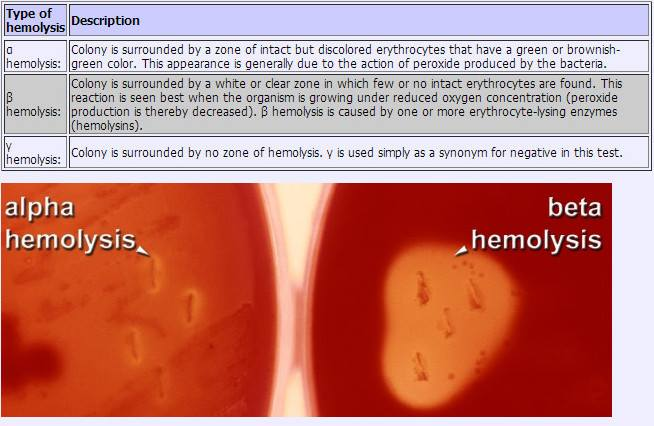 Type of hemolysis Description
α hemolysis: Colony is surrounded by a zone of intact but discolored erythrocytes that have a green or brownish-
green color. This appearance is generally due to the action of peroxide produced by the bacteria.
β hemolysis: Colony is surrounded by a white or clear zone in which few or no intact erythrocytes are found. This
reaction is seen best when the organism is growing under reduced oxygen concentration (peroxide
production is thereby decreased). β hemolysis is caused by one or more erythrocyte-lysing enzymes
(hemolysins).
γ hemolysis: Colony is surrounded by no zone of hemolysis. γ is used simply as a synonym for negative in this test.
alpha
hemolysis
beta
hemolysis